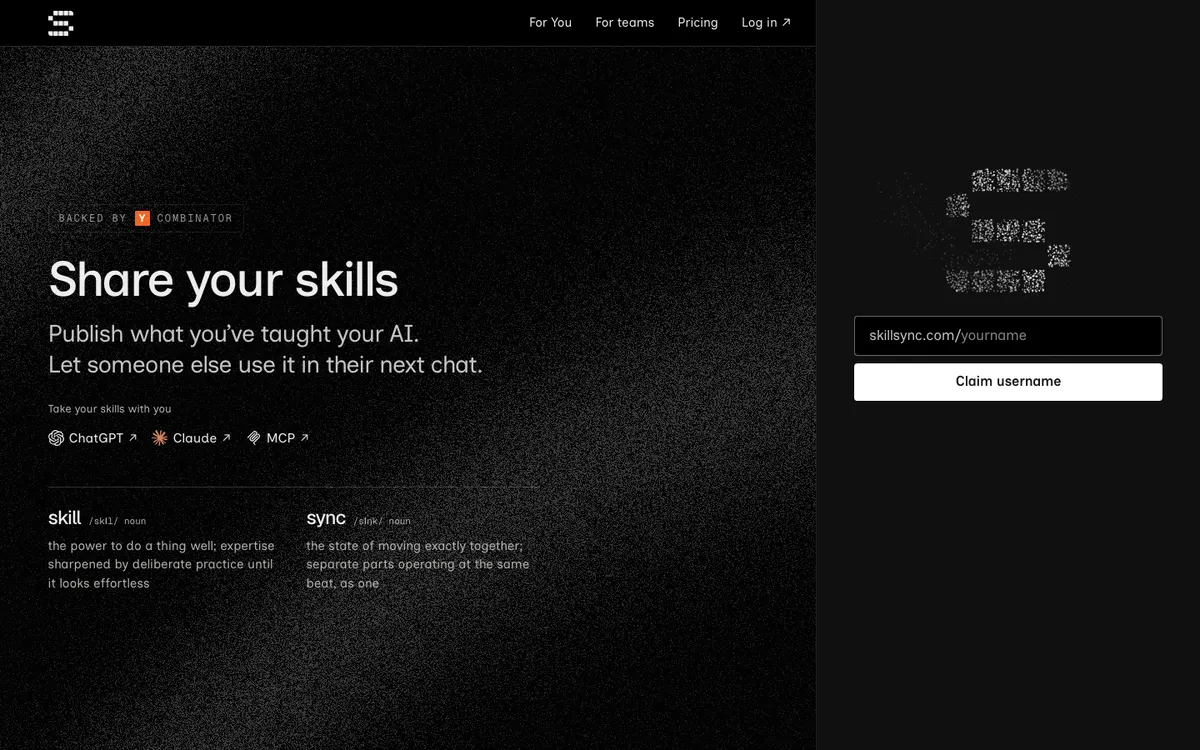 For You For teams Pricing Log in ↗
BACKED BY Y COMBINATOR
Share your skills
Publish what you’ve taught your AI.
Let someone else use it in their next chat.
Take your skills with you
ChatGPT ↗ Claude ↗ MCP ↗
skill /skɪl/ noun
the power to do a thing well; expertise
sharpened by deliberate practice until
it looks effortless
sync /sɪŋk/ noun
the state of moving exactly together;
separate parts operating at the same
beat, as one
skillsync.com/yourname
Claim username